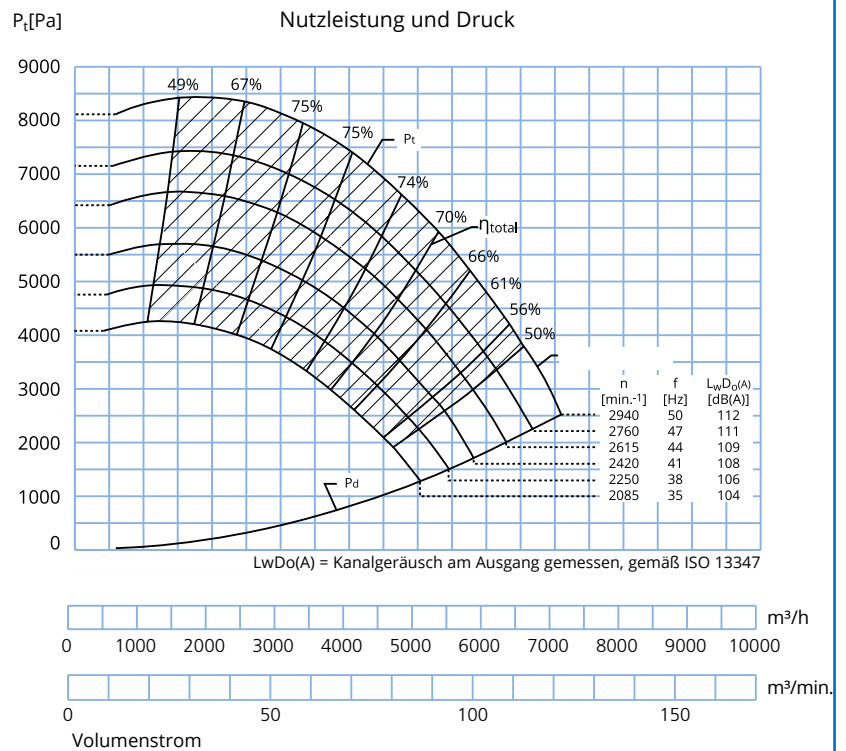 Nutzleistung und Druck
Pt[Pa]
9000
8000
7000
6000
5000
4000
3000
2000
1000
0
49%
67%
75%
75%
74%
70%
66%
61%
56%
50%
Pt
ηtotal
Pd
n f LwDo(A)
[min.-1] [Hz] [dB(A)]
2940 50 112
2760 47 111
2615 44 109
2420 41 108
2250 38 106
2085 35 104
LwDo(A) = Kanalgeräusch am Ausgang gemessen, gemäß ISO 13347
m³/h
0 1000 2000 3000 4000 5000 6000 7000 8000 9000 10000
m³/min.
0 50 100 150
Volumenstrom